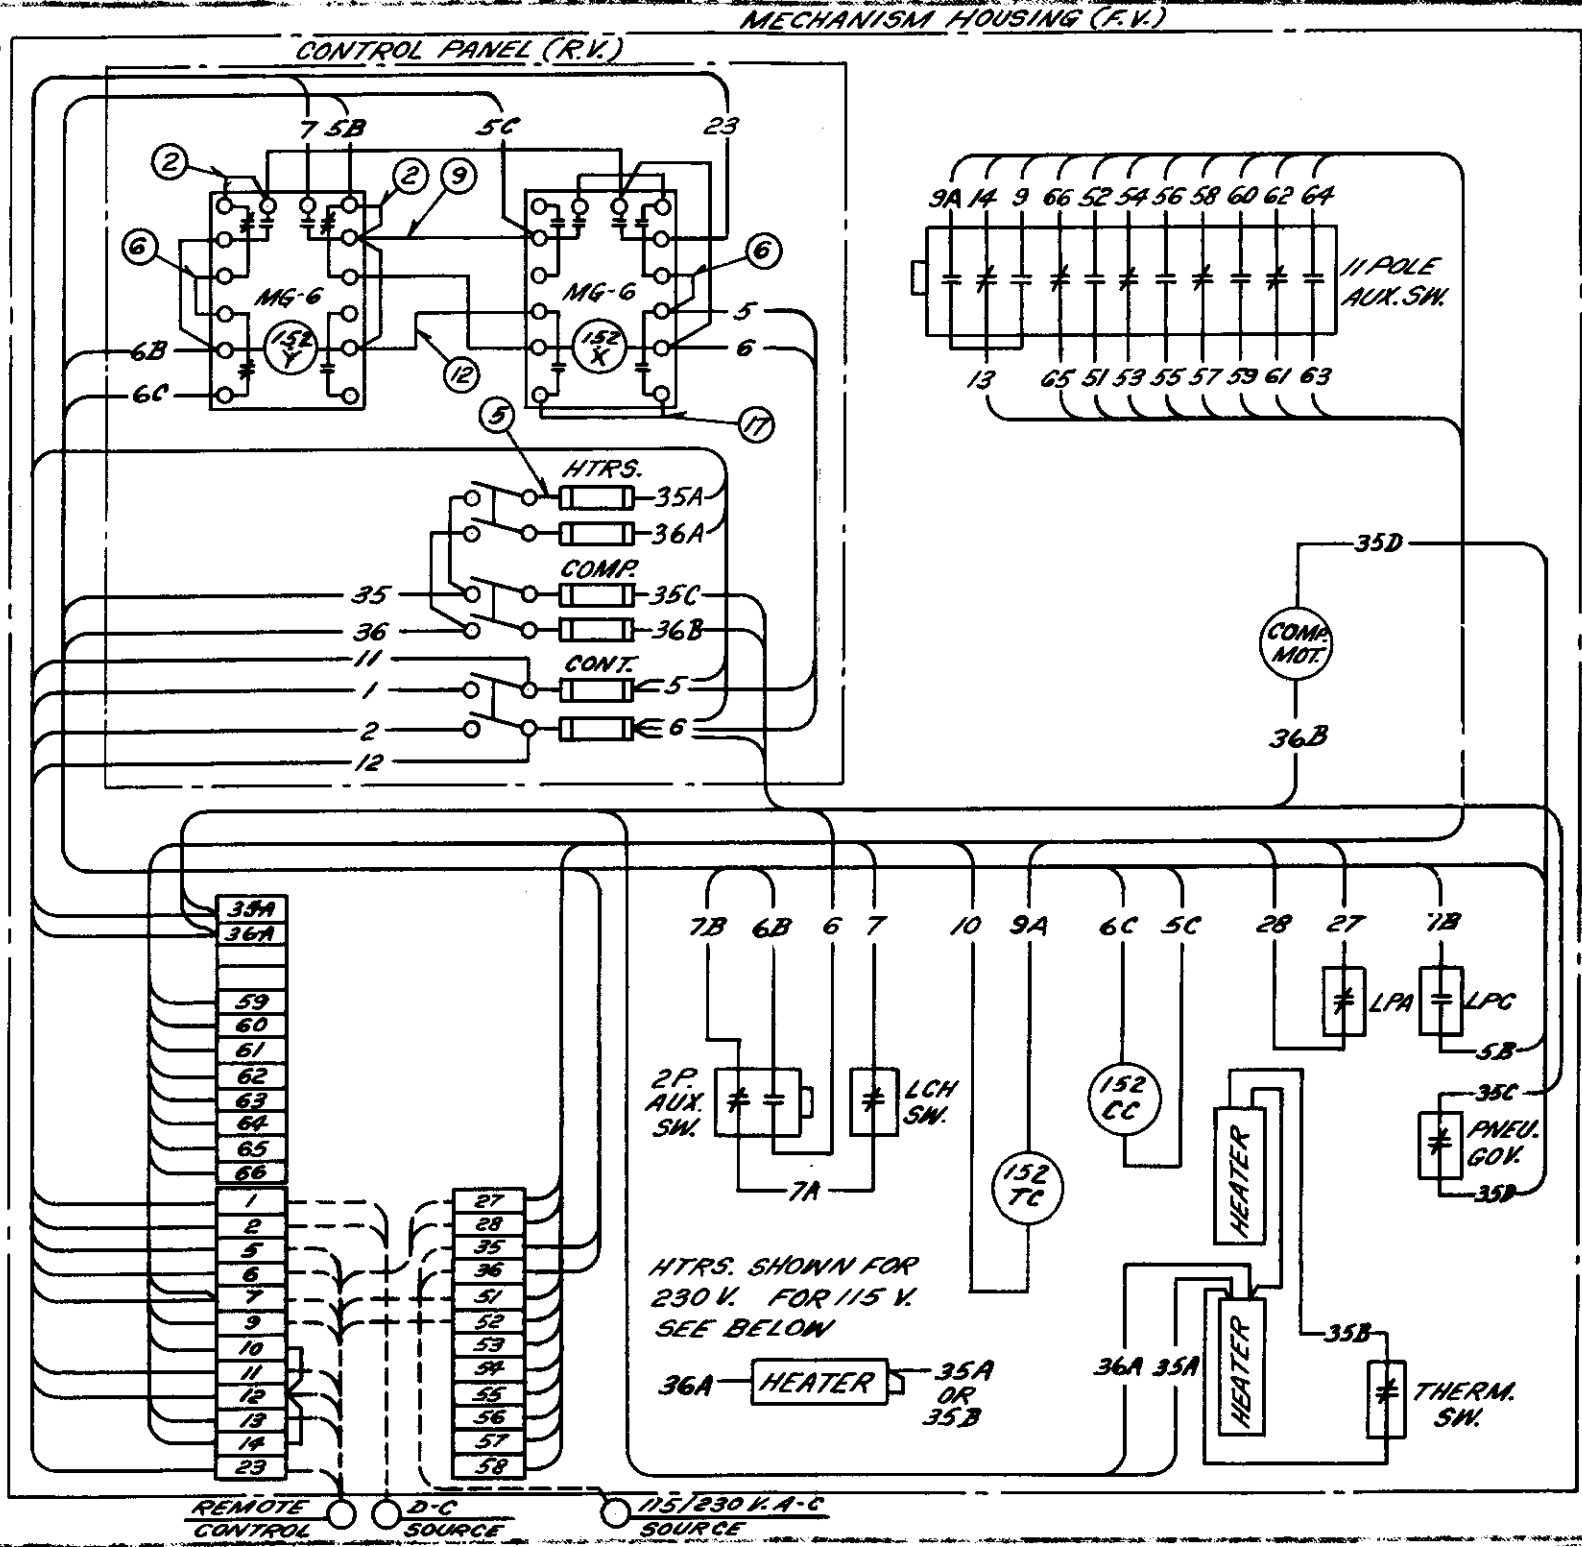 MECHANISM HOUSING (F.V.)
CONTROL PANEL (R.V.)
7 5B 5C 23
2 2 9
6 6
MG-6 MG-6
152 Y
152 X
6B
6C
12
5
6
17
5
HTRS.
35A
36A
COMP.
35 35C
36 36B
11
CONT.
1 5
2 6
12
9A 14 9 66 52 54 56 58 60 62 64
11 POLE
AUX. SW.
13 65 51 53 55 57 59 61 63
35D
COMP.
MOT.
36B
7B 6B 6 7 10 9A 6C 5C 28 27 7B
LPA
LPC
5B
2 P.
AUX.
SW.
LCH
SW.
7A
152
CC
152
TC
35C
PNEU.
GOV.
35D
HEATER
HEATER
36A 35A
35B
THERM.
SW.
HTRS. SHOWN FOR
230 V. FOR 115 V.
SEE BELOW
36A HEATER 35A
OR
35B
35A
36A
59
60
61
62
63
64
65
66
1
2
5
6
7
9
10
11
12
13
14
23
27
28
35
36
51
52
53
54
55
56
57
58
REMOTE
CONTROL
D-C
SOURCE
115/230 V. A-C
SOURCE